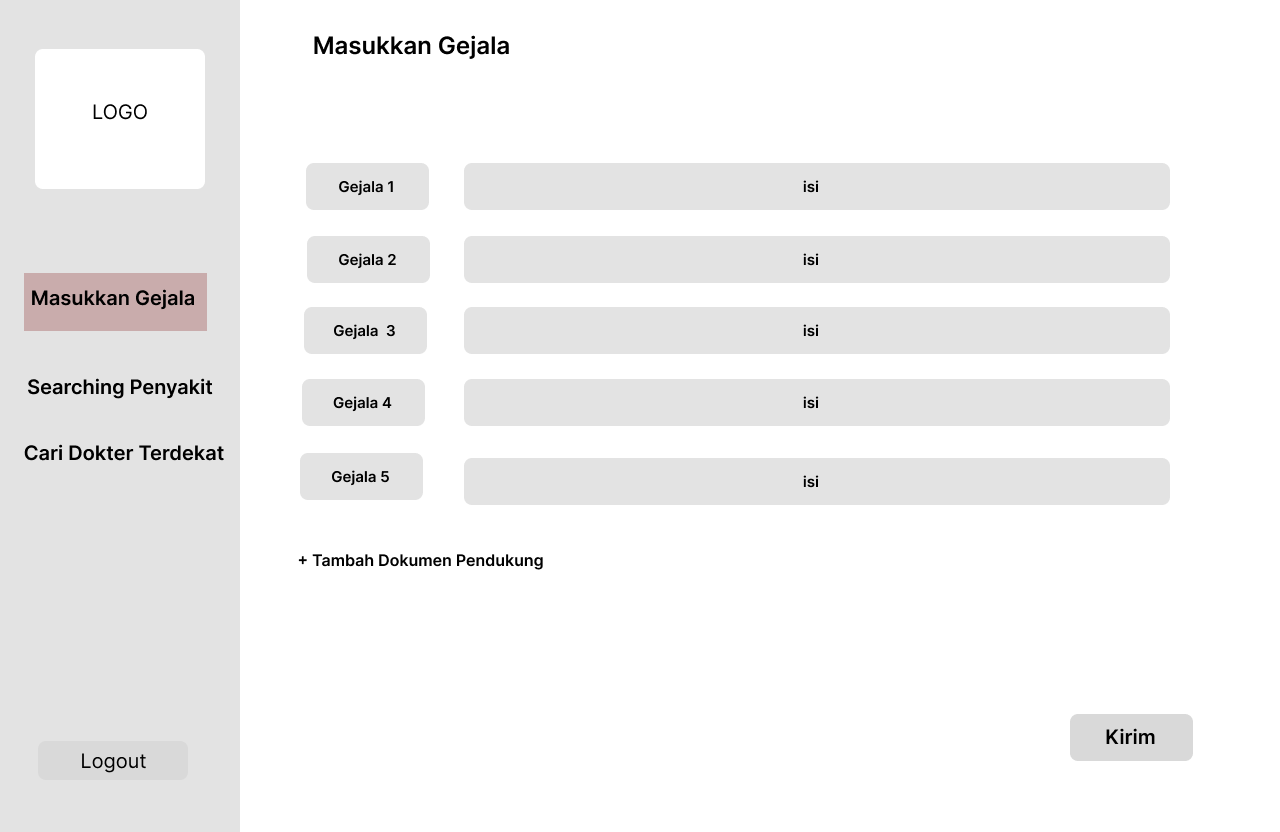 LOGO
Masukkan Gejala
Searching Penyakit
Cari Dokter Terdekat
Logout
Masukkan Gejala
Gejala 1
isi
Gejala 2
isi
Gejala  3
isi
Gejala 4
isi
Gejala 5
isi
+ Tambah Dokumen Pendukung
Kirim